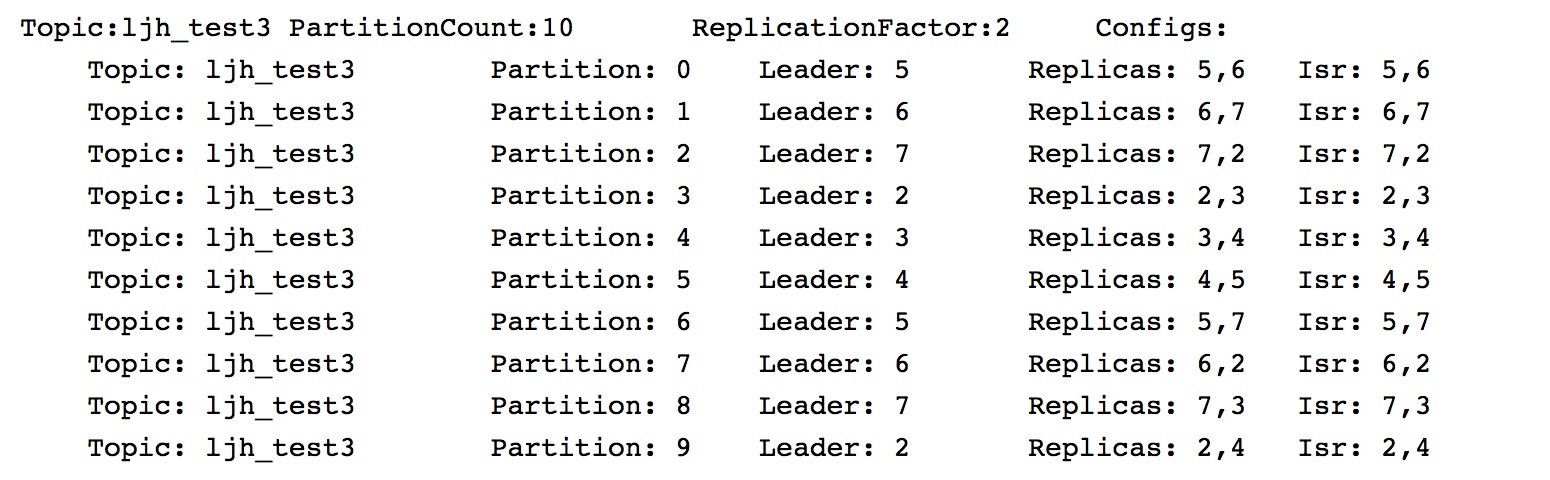 Topic:ljh_test3 PartitionCount:10 ReplicationFactor:2 Configs:
Topic: ljh_test3 Partition: 0 Leader: 5 Replicas: 5,6 Isr: 5,6
Topic: ljh_test3 Partition: 1 Leader: 6 Replicas: 6,7 Isr: 6,7
Topic: ljh_test3 Partition: 2 Leader: 7 Replicas: 7,2 Isr: 7,2
Topic: ljh_test3 Partition: 3 Leader: 2 Replicas: 2,3 Isr: 2,3
Topic: ljh_test3 Partition: 4 Leader: 3 Replicas: 3,4 Isr: 3,4
Topic: ljh_test3 Partition: 5 Leader: 4 Replicas: 4,5 Isr: 4,5
Topic: ljh_test3 Partition: 6 Leader: 5 Replicas: 5,7 Isr: 5,7
Topic: ljh_test3 Partition: 7 Leader: 6 Replicas: 6,2 Isr: 6,2
Topic: ljh_test3 Partition: 8 Leader: 7 Replicas: 7,3 Isr: 7,3
Topic: ljh_test3 Partition: 9 Leader: 2 Replicas: 2,4 Isr: 2,4